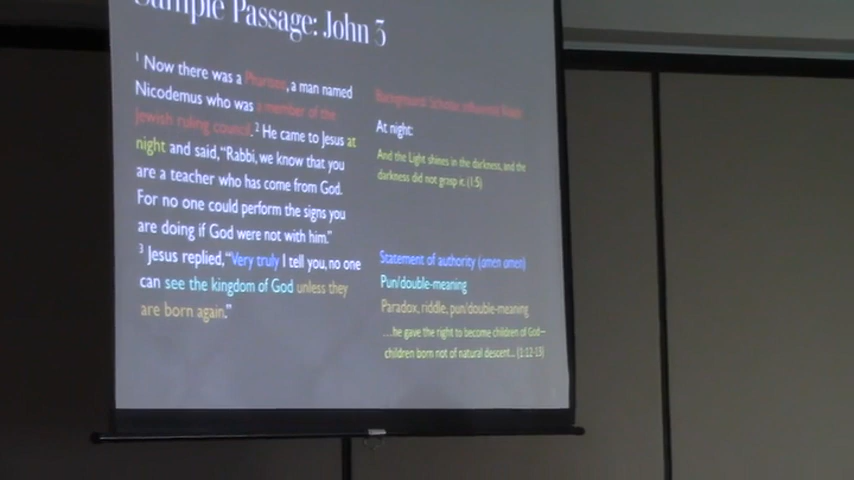 Sample Passage: John 3
1 Now there was a Pharisee, a man named
Nicodemus who was a member of the
Jewish ruling council. 2 He came to Jesus at
night and said, "Rabbi, we know that you
are a teacher who has come from God.
For no one could perform the signs you
are doing if God were not with him."
3 Jesus replied, "Very truly I tell you, no one
can see the kingdom of God unless they
are born again."
Background:
At night:
And the Light shines in the darkness, and the
darkness did not grasp it. (1:5)
Statement of authority (amen amen)
Pun/double-meaning
Paradox, riddle, pun/double-meaning
…he gave the right to become children of God—
children born not of natural descent... (1:12-13)